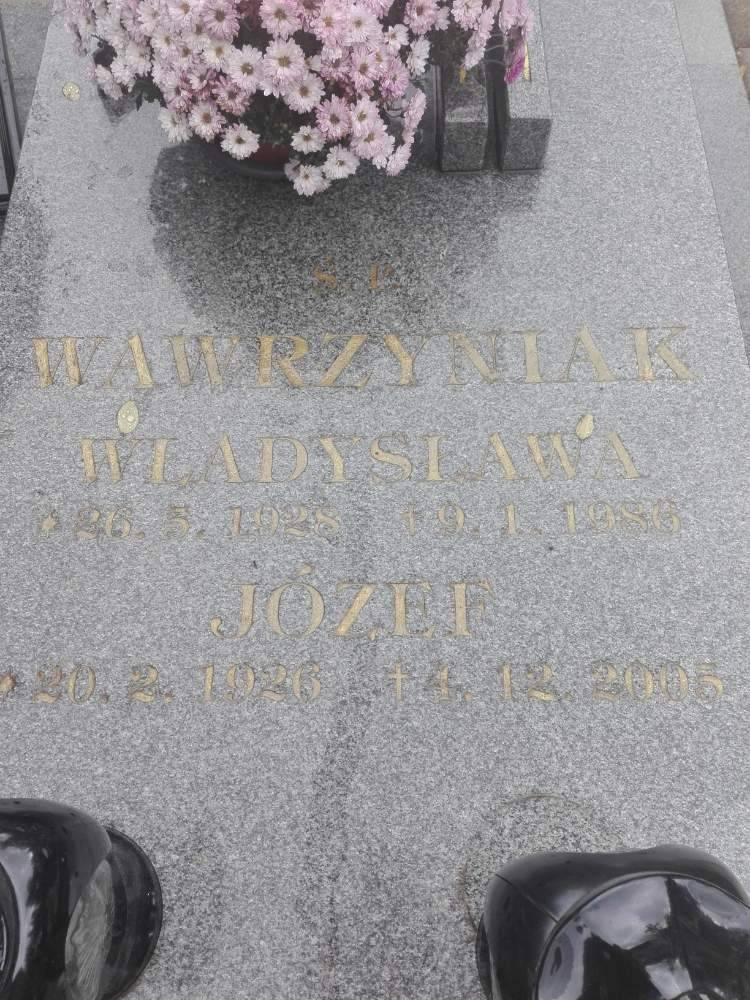 Ś. P.
WAWRZYNIAK
WŁADYSŁAWA
* 26. 5. 1928 † 9. 1. 1986
JÓZEF
* 20. 2. 1926 † 4. 12. 2005